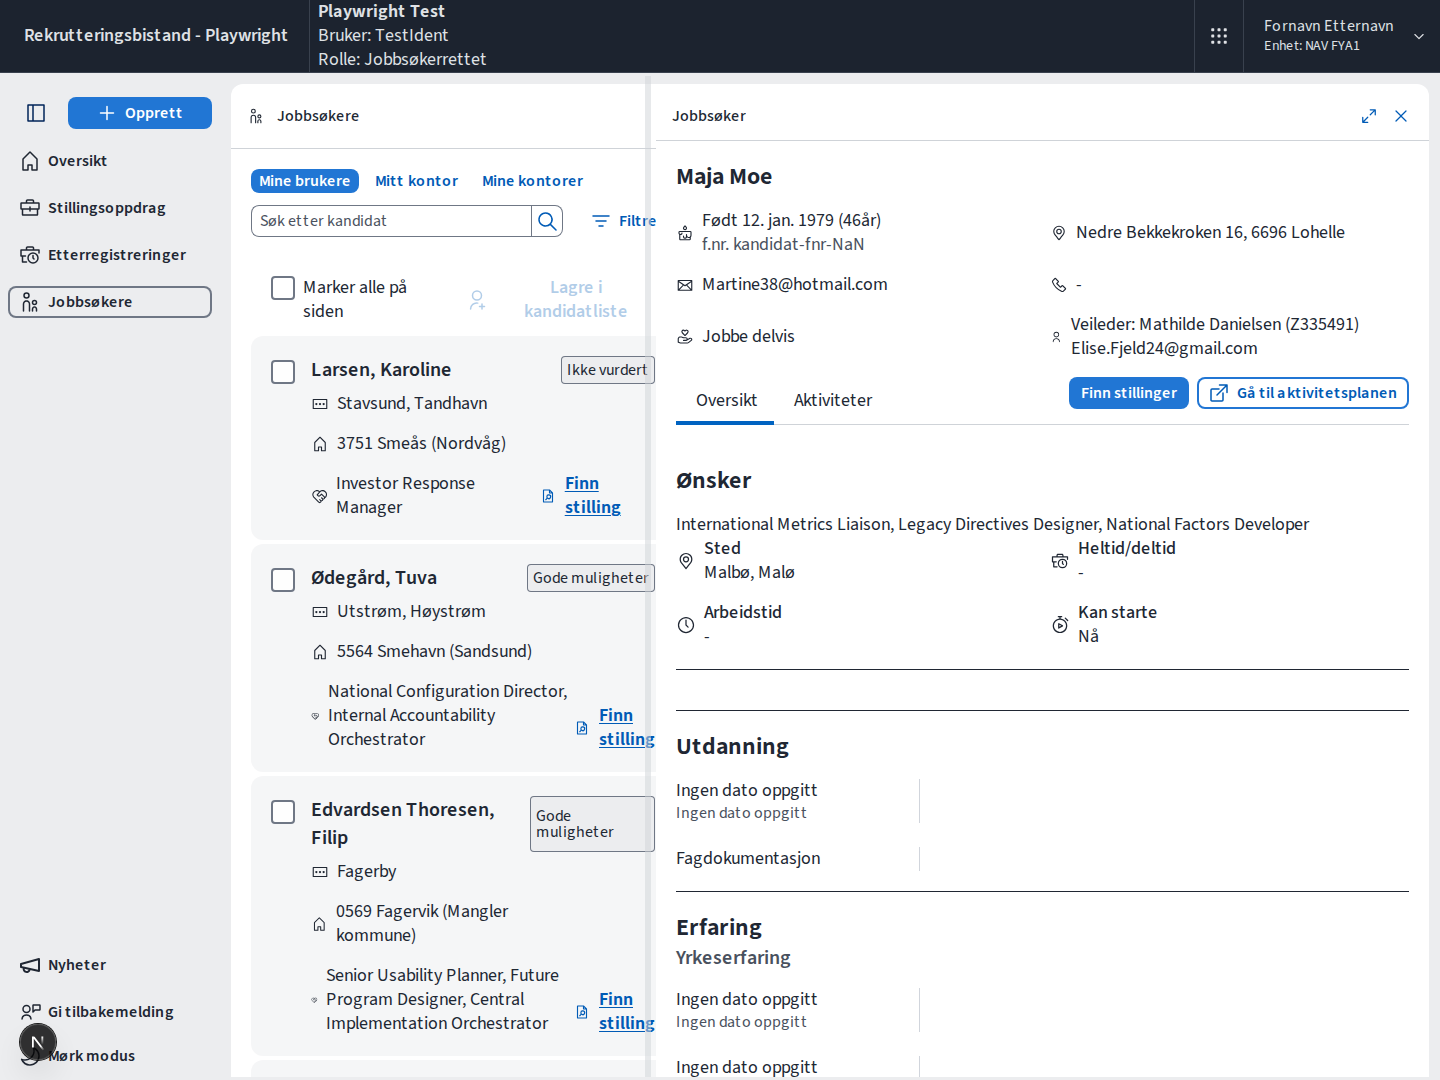 Rekrutteringsbistand - Playwright
Playwright Test
Bruker: TestIdent
Rolle: Jobbsøkerrettet
Fornavn Etternavn
Enhet: NAV FYA1
Opprett
Oversikt
Stillingsoppdrag
Etterregistreringer
Jobbsøkere
Nyheter
Gi tilbakemelding
Mørk modus
N
Jobbsøkere
Mine brukere
Mitt kontor
Mine kontorer
Søk etter kandidat
Filtre
Marker alle på
siden
Lagre i
kandidatliste
Larsen, Karoline
Ikke vurdert
Stavsund, Tandhavn
3751 Smeås (Nordvåg)
Investor Response
Manager
Finn
stilling
Ødegård, Tuva
Gode muligheter
Utstrøm, Høystrøm
5564 Smehavn (Sandsund)
National Configuration Director,
Internal Accountability
Orchestrator
Finn
stilling
Edvardsen Thoresen,
Filip
Gode
muligheter
Fagerby
0569 Fagervik (Mangler
kommune)
Senior Usability Planner, Future
Program Designer, Central
Implementation Orchestrator
Finn
stilling
Jobbsøker
Maja Moe
Født 12. jan. 1979 (46år)
f.nr. kandidat-fnr-NaN
Nedre Bekkekroken 16, 6696 Lohelle
Martine38@hotmail.com
-
Jobbe delvis
Veileder: Mathilde Danielsen (Z335491)
Elise.Fjeld24@gmail.com
Oversikt
Aktiviteter
Finn stillinger
Gå til aktivitetsplanen
Ønsker
International Metrics Liaison, Legacy Directives Designer, National Factors Developer
Sted
Malbø, Malø
Heltid/deltid
-
Arbeidstid
-
Kan starte
Nå
Utdanning
Ingen dato oppgitt
Ingen dato oppgitt
Fagdokumentasjon
Erfaring
Yrkeserfaring
Ingen dato oppgitt
Ingen dato oppgitt
Ingen dato oppgitt